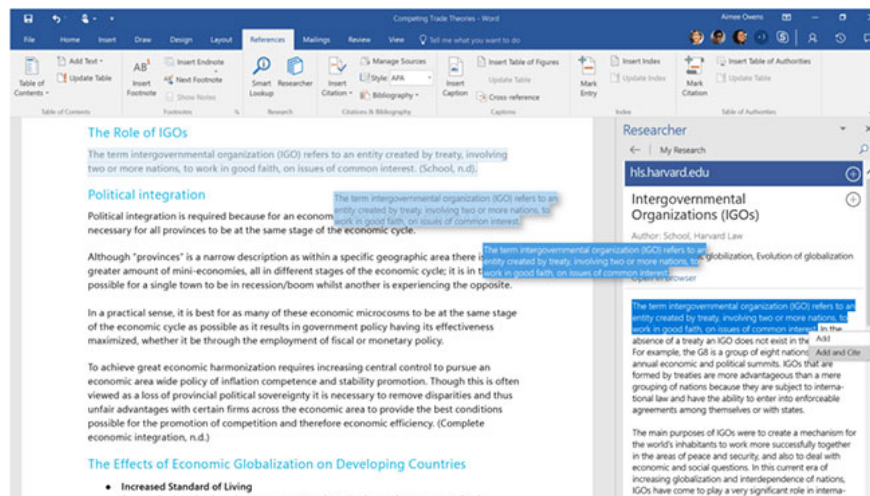 Competing Trade Theories - Word
Aimee Owens
File Home Insert Draw Design Layout References Mailings Review View Tell me what you want to do
Table of Contents
Add Text
Update Table
Table of Contents
AB1
Insert Footnote
Insert Endnote
Next Footnote
Show Notes
Footnotes
Smart Lookup
Researcher
Research
Insert Citation
Manage Sources
Style: APA
Bibliography
Citations & Bibliography
Insert Caption
Insert Table of Figures
Update Table
Cross-reference
Captions
Mark Entry
Insert Index
Update Index
Index
Mark Citation
Insert Table of Authorities
Update Table
Table of Authorities
The Role of IGOs
The term intergovernmental organization (IGO) refers to an entity created by treaty, involving
two or more nations, to work in good faith, on issues of common interest. (School, n.d).
Political integration
The term intergovernmental organization (IGO) refers to an
entity created by treaty, involving two or more nations, to
work in good faith, on issues of common interest.
Political integration is required because for an econom
necessary for all provinces to be at the same stage of the economic cycle.
The term intergovernmental organization (IGO) refers to an
entity created by treaty, involving two or more nations, to
work in good faith, on issues of common interest.
Although "provinces" is a narrow description as within a specific geographic area there is
greater amount of mini-economies, all in different stages of the economic cycle; it is in t
possible for a single town to be in recession/boom whilst another is experiencing the opposite.
In a practical sense, it is best for as many of these economic microcosms to be at the same stage
of the economic cycle as possible as it results in government policy having its effectiveness
maximized, whether it be through the employment of fiscal or monetary policy.
To achieve great economic harmonization requires increasing central control to pursue an
economic area wide policy of inflation competence and stability promotion. Though this is often
viewed as a loss of provincial political sovereignty it is necessary to remove disparities and thus
unfair advantages with certain firms across the economic area to provide the best conditions
possible for the promotion of competition and therefore economic efficiency. (Complete
economic integration, n.d.)
The Effects of Economic Globalization on Developing Countries
• Increased Standard of Living
Researcher
My Research
hls.harvard.edu
Intergovernmental
Organizations (IGOs)
Author: School, Harvard Law
globilization, Evolution of globalization
Open in Browser
The term intergovernmental organization (IGO) refers to an
entity created by treaty, involving two or more nations, to
work in good faith, on issues of common interest. In the
absence of a treaty an IGO does not exist in the
For example, the G8 is a group of eight nations
annual economic and political summits. IGOs that are
formed by treaties are more advantageous than a mere
grouping of nations because they are subject to interna-
tional law and have the ability to enter into enforceable
agreements among themselves or with states.
Add
Add and Cite
The main purposes of IGOs were to create a mechanism for
the world's inhabitants to work more successfully together
in the areas of peace and security, and also to deal with
economic and social questions. In this current era of
increasing globalization and interdependence of nations,
IGOs have come to play a very significant role in interna-